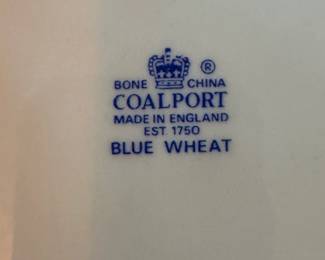 BONE CHINA ®
COALPORT
MADE IN ENGLAND
EST. 1750
BLUE WHEAT